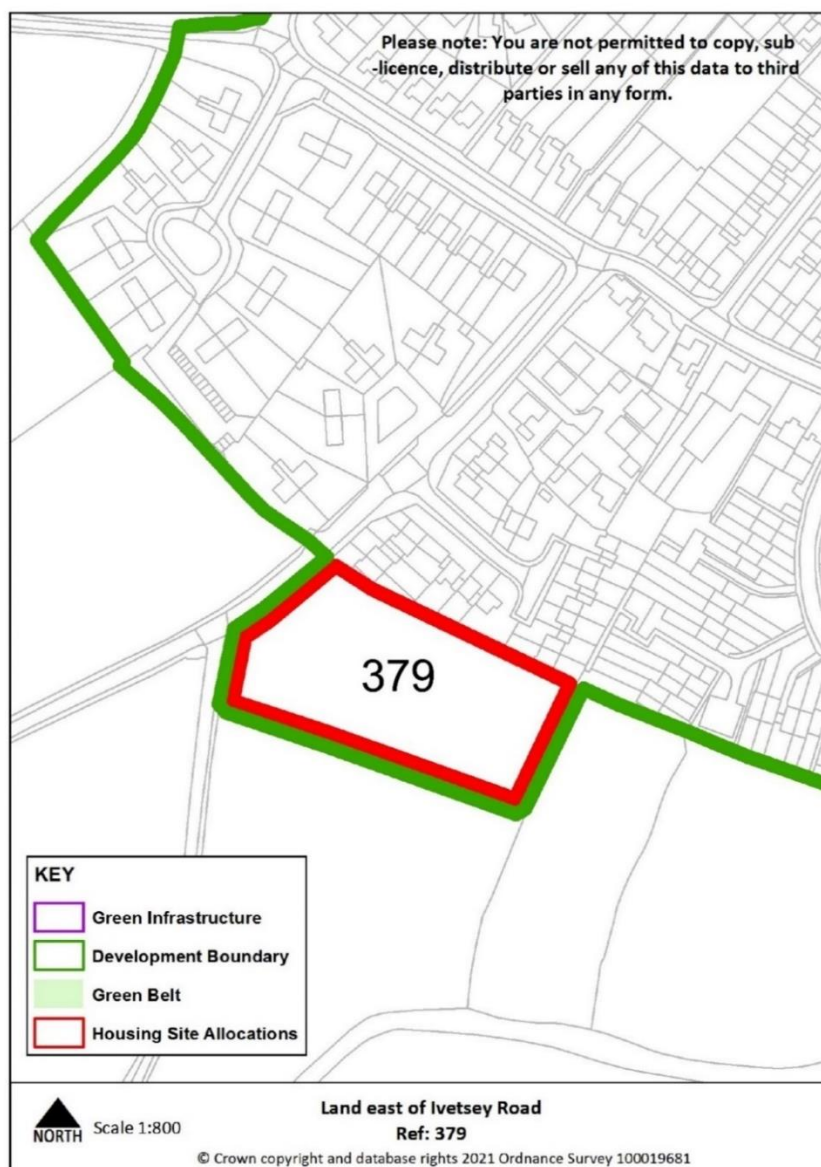 Please note: You are not permitted to copy, sub
-licence, distribute or sell any of this data to third
parties in any form.
379
KEY
Green Infrastructure
Development Boundary
Green Belt
Housing Site Allocations
NORTH
Scale 1:800
Land east of Ivetsey Road
Ref: 379
© Crown copyright and database rights 2021 Ordnance Survey 100019681